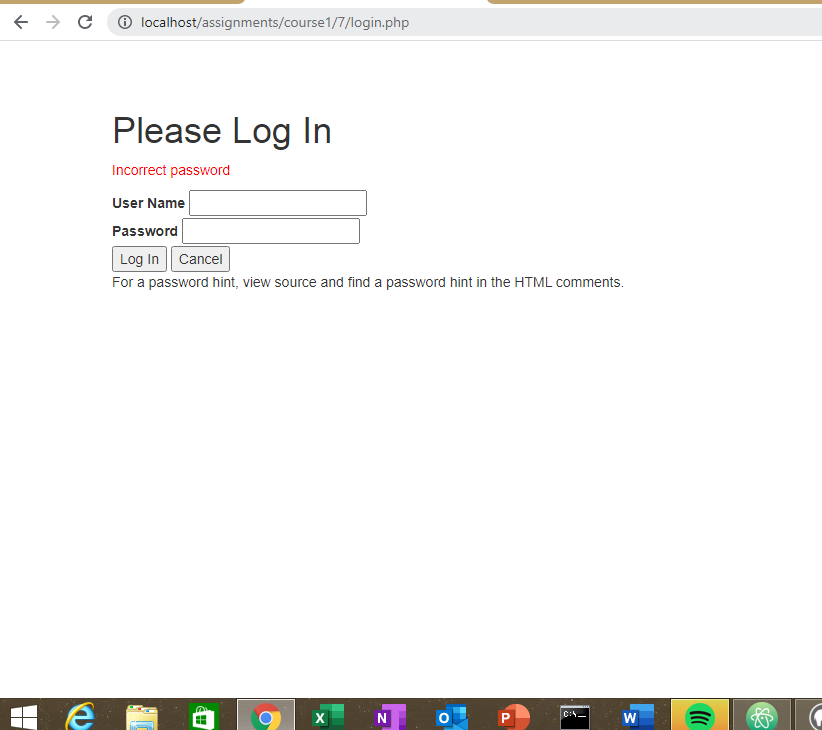 localhost/assignments/course1/7/login.php
Please Log In
Incorrect password
User Name
Password
Log In Cancel
For a password hint, view source and find a password hint in the HTML comments.
X N O P C:\_ W